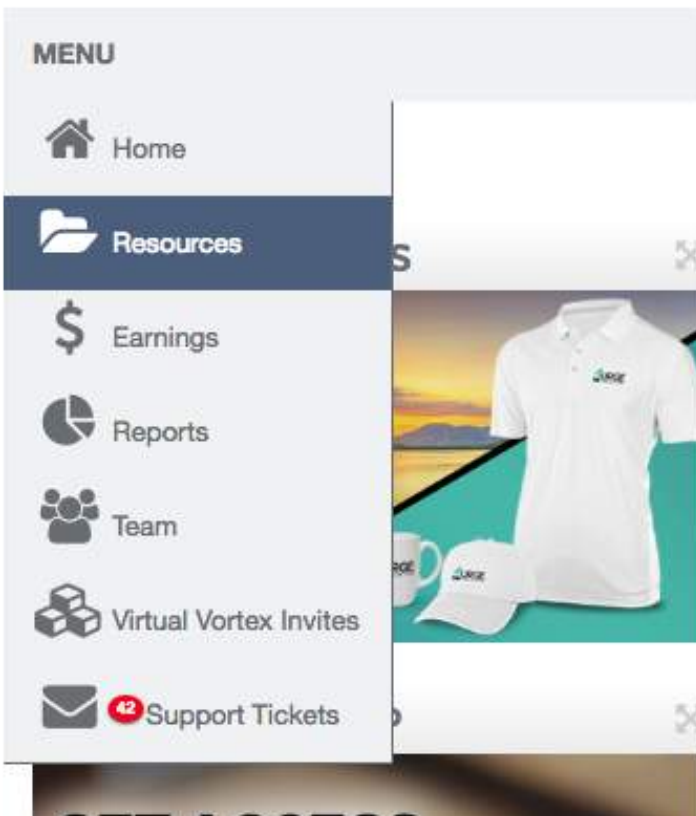 MENU
Home
Resources
S
Earnings
Reports
Team
Virtual Vortex Invites
42 Support Tickets